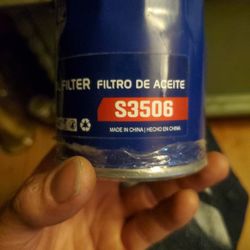 FILTER FILTRO DE ACEITE
S3506
MADE IN CHINA | HECHO EN CHINA